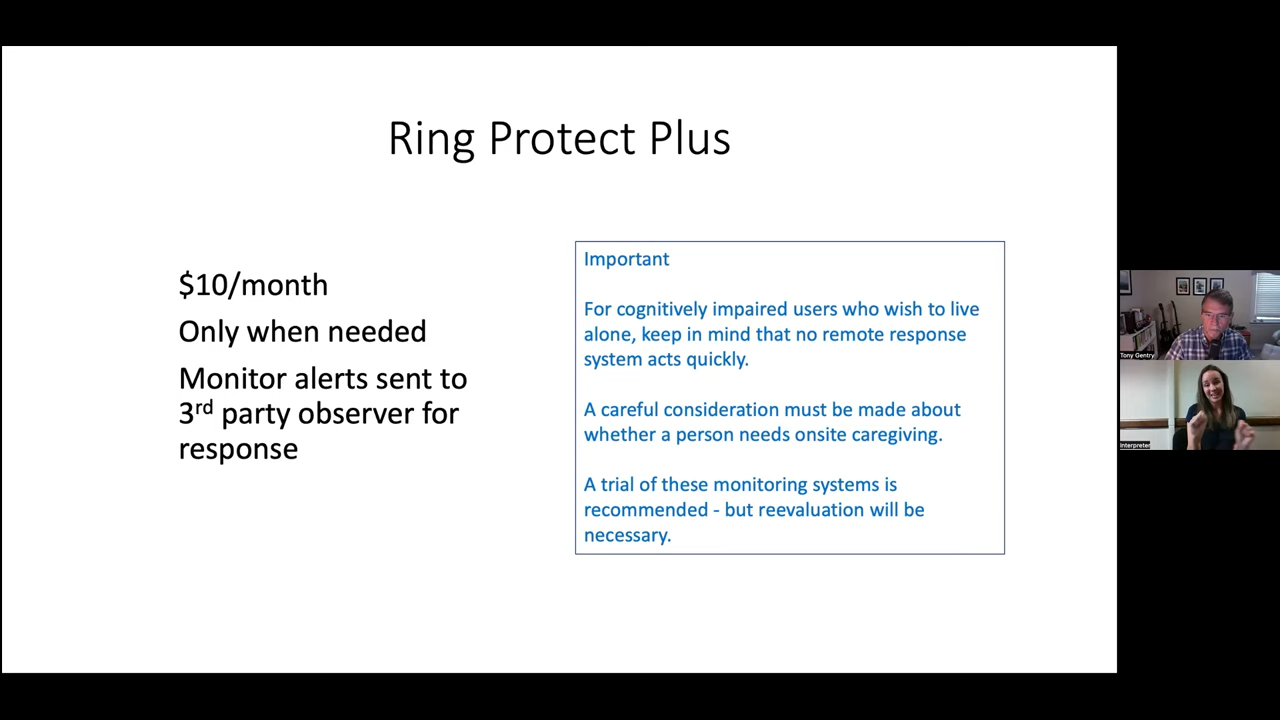 Ring Protect Plus
$10/month
Only when needed
Monitor alerts sent to
3rd party observer for
response
Important
For cognitively impaired users who wish to live
alone, keep in mind that no remote response
system acts quickly.
A careful consideration must be made about
whether a person needs onsite caregiving.
A trial of these monitoring systems is
recommended - but reevaluation will be
necessary.
Tony Gentry
Interpreter